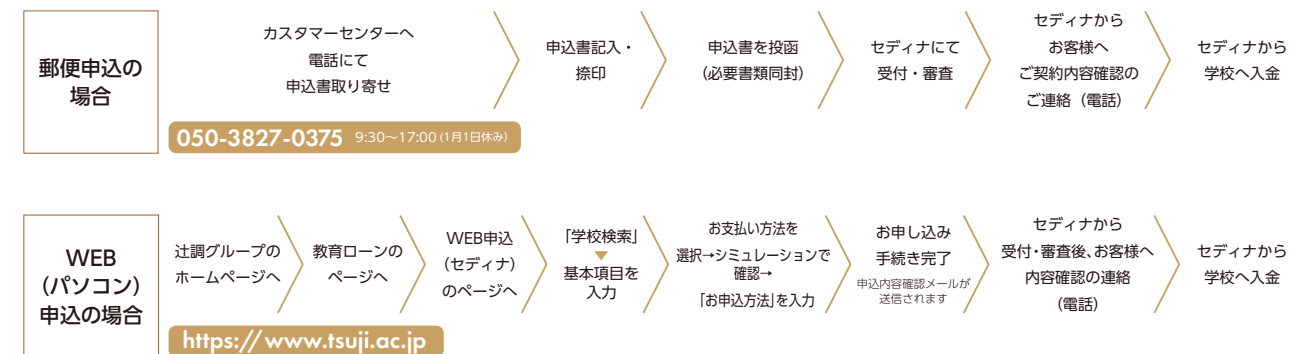 郵便申込の
場合
カスタマーセンターへ
電話にて
申込書取り寄せ
050-3827-0375 9:30～17:00(1月1日休み)
申込書記入・
捺印
申込書を投函
(必要書類同封)
セディナにて
受付・審査
セディナから
お客様へ
ご契約内容確認の
ご連絡（電話）
セディナから
学校へ入金
WEB
(パソコン)
申込の場合
辻調グループの
ホームページへ
https://www.tsuji.ac.jp
教育ローンの
ページへ
WEB申込
(セディナ)
のページへ
「学校検索」
▼
基本項目を
入力
お支払い方法を
選択→シミュレーションで
確認→
「お申込方法」を入力
お申し込み
手続き完了
申込内容確認メールが
送信されます
セディナから
受付・審査後、お客様へ
内容確認の連絡
(電話)
セディナから
学校へ入金